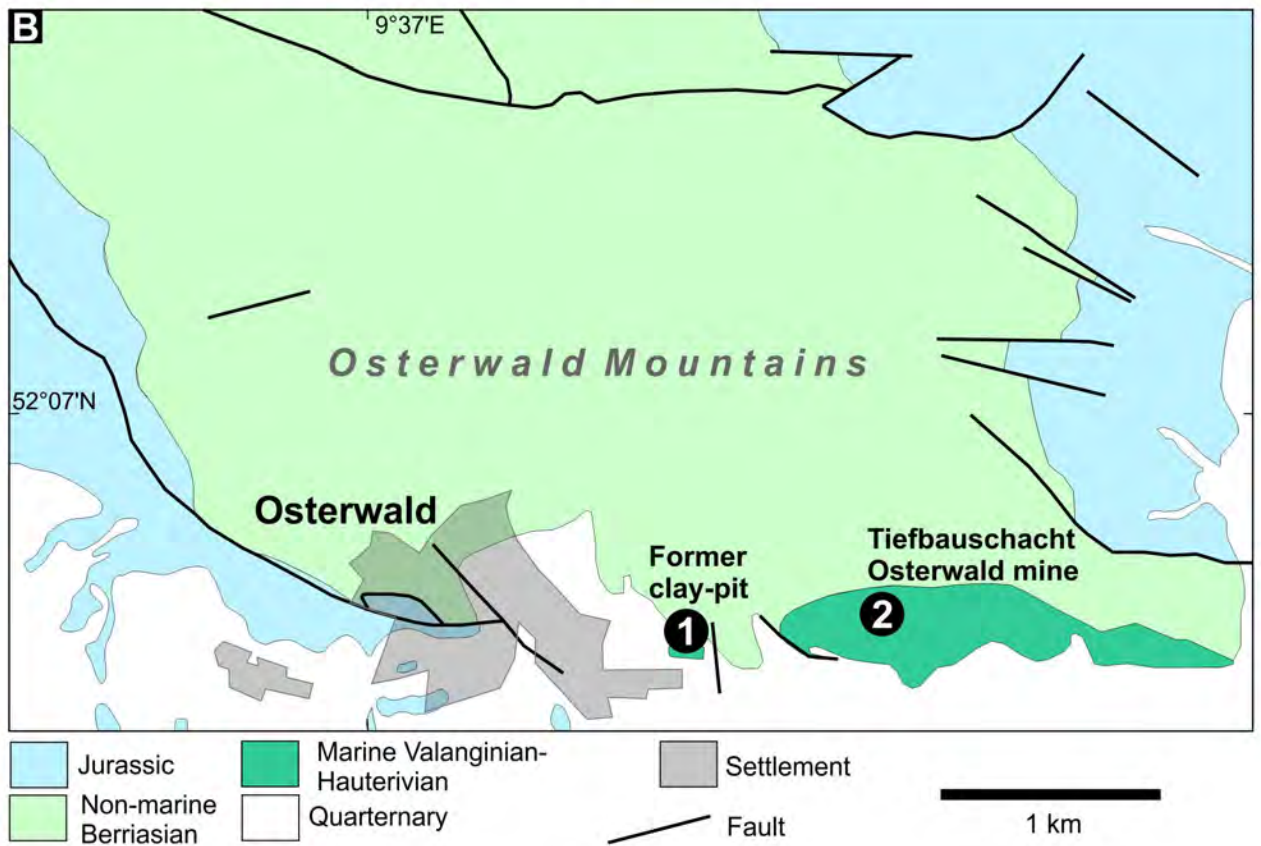 B
9°37'E
Osterwald Mountains
52°07'N
Osterwald
Former
clay-pit
1
Tiefbauschacht
Osterwald mine
2
Jurassic
Non-marine
Berriasian
Marine Valanginian-
Hauterivian
Quarternary
Settlement
Fault
1 km